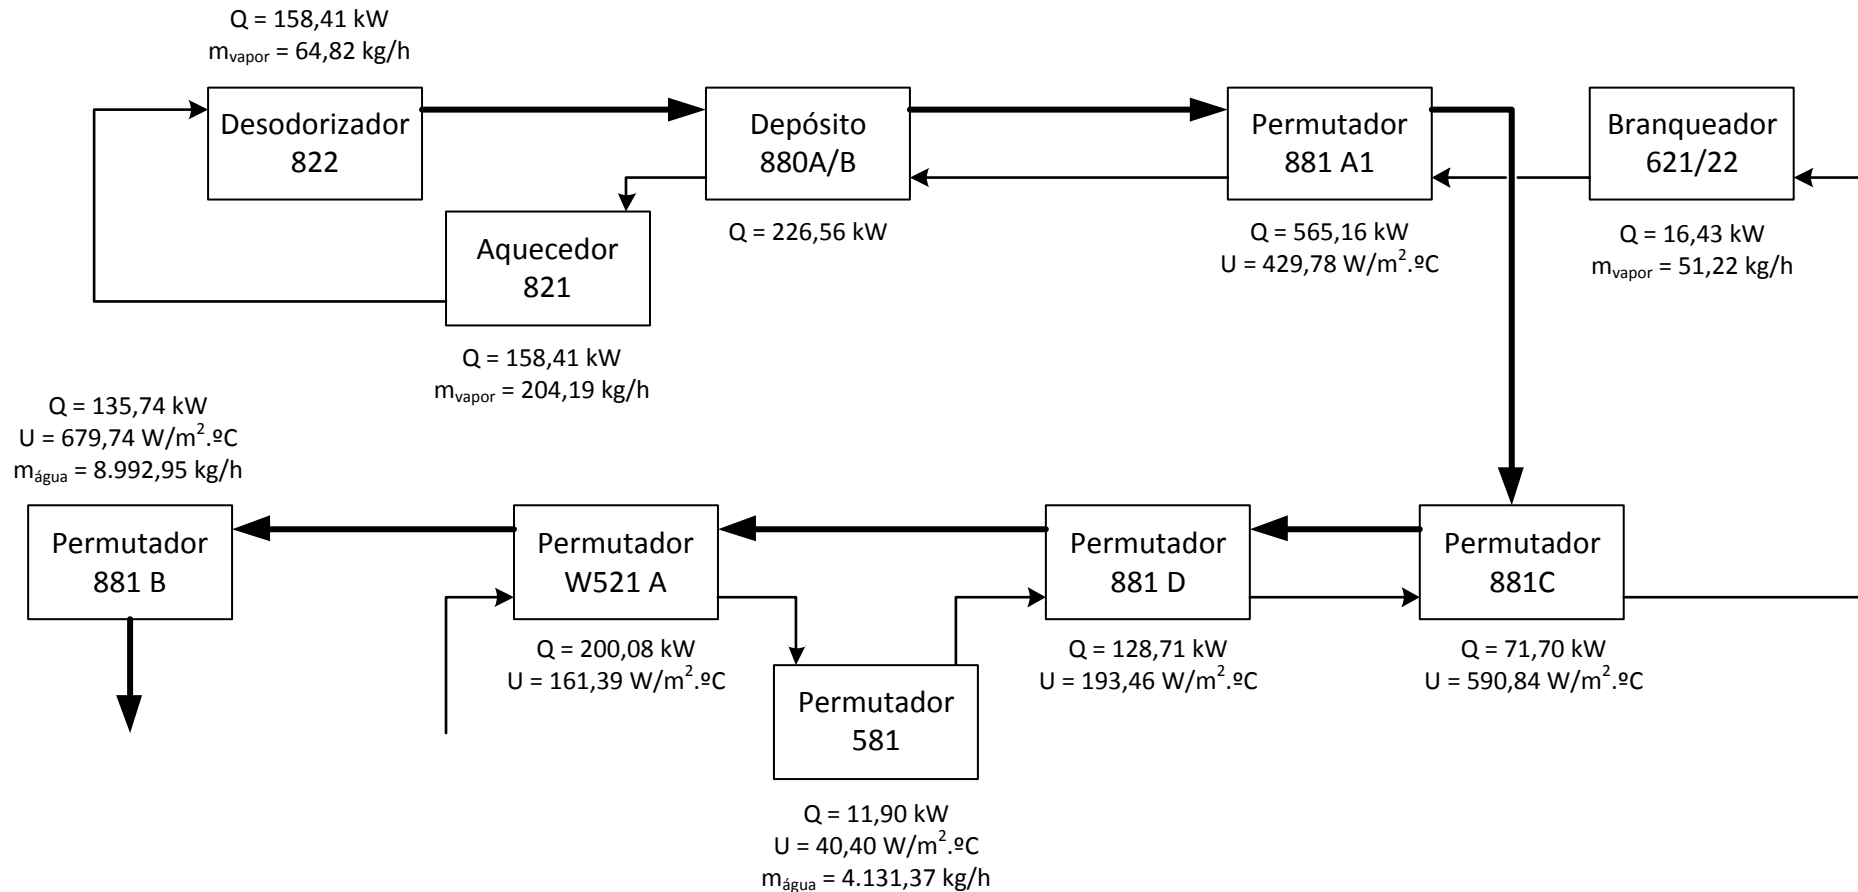 Q = 158,41 kW
m_vapor = 64,82 kg/h
Desodorizador
822
Depósito
880A/B
Q = 226,56 kW
Permutador
881 A1
Q = 565,16 kW
U = 429,78 W/m².ºC
Branqueador
621/22
Q = 16,43 kW
m_vapor = 51,22 kg/h
Aquecedor
821
Q = 158,41 kW
m_vapor = 204,19 kg/h
Q = 135,74 kW
U = 679,74 W/m².ºC
m_água = 8.992,95 kg/h
Permutador
881 B
Permutador
W521 A
Q = 200,08 kW
U = 161,39 W/m².ºC
Permutador
581
Q = 11,90 kW
U = 40,40 W/m².ºC
m_água = 4.131,37 kg/h
Permutador
881 D
Q = 128,71 kW
U = 193,46 W/m².ºC
Permutador
881C
Q = 71,70 kW
U = 590,84 W/m².ºC